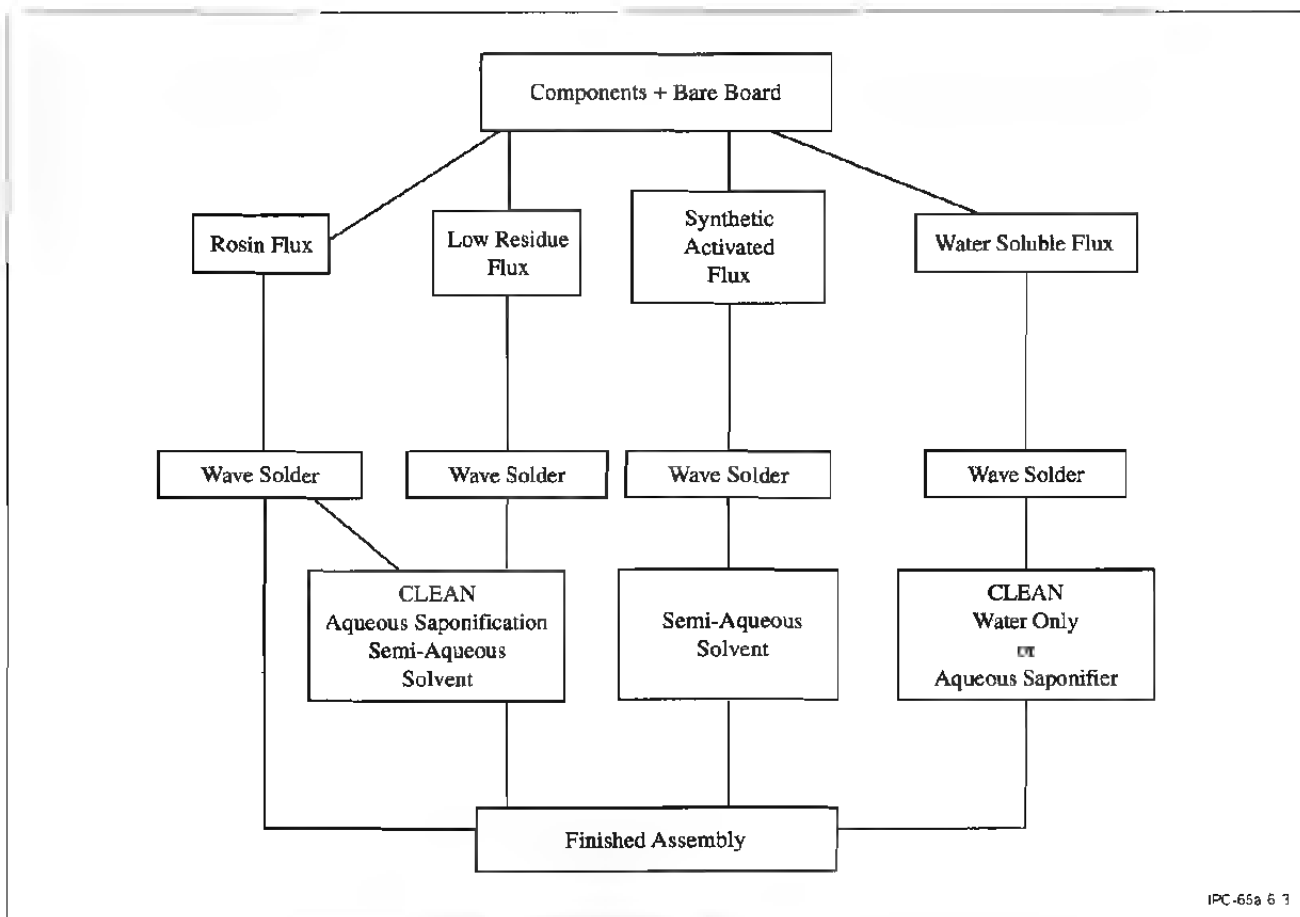 Components + Bare Board
Rosin Flux
Low Residue
Flux
Synthetic
Activated
Flux
Water Soluble Flux
Wave Solder
Wave Solder
Wave Solder
Wave Solder
CLEAN
Aqueous Saponification
Semi-Aqueous
Solvent
Semi-Aqueous
Solvent
CLEAN
Water Only
or
Aqueous Saponifier
Finished Assembly
IPC-65a 6 3